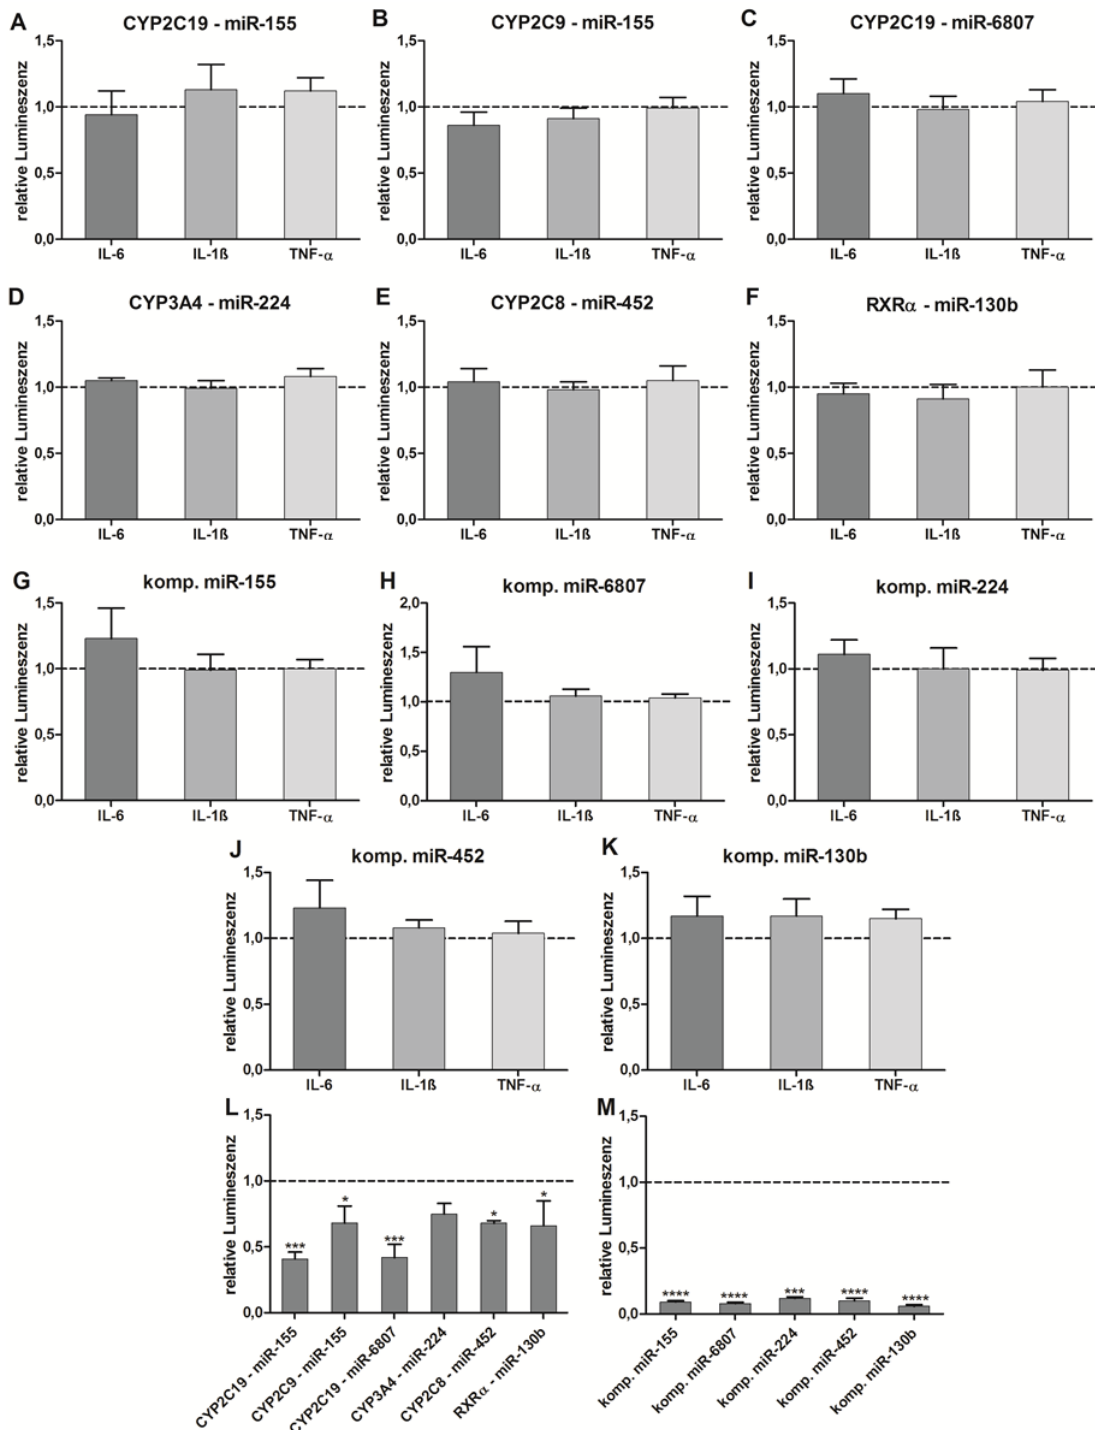 A CYP2C19 - miR-155
relative Lumineszenz
1,5
1,0
0,5
0,0
IL-6 IL-1ß TNF-α
B CYP2C9 - miR-155
relative Lumineszenz
1,5
1,0
0,5
0,0
IL-6 IL-1ß TNF-α
C CYP2C19 - miR-6807
relative Lumineszenz
1,5
1,0
0,5
0,0
IL-6 IL-1ß TNF-α
D CYP3A4 - miR-224
relative Lumineszenz
1,5
1,0
0,5
0,0
IL-6 IL-1ß TNF-α
E CYP2C8 - miR-452
relative Lumineszenz
1,5
1,0
0,5
0,0
IL-6 IL-1ß TNF-α
F RXRα - miR-130b
relative Lumineszenz
1,5
1,0
0,5
0,0
IL-6 IL-1ß TNF-α
G komp. miR-155
relative Lumineszenz
1,5
1,0
0,5
0,0
IL-6 IL-1ß TNF-α
H komp. miR-6807
relative Lumineszenz
2,0
1,5
1,0
0,5
0,0
IL-6 IL-1ß TNF-α
I komp. miR-224
relative Lumineszenz
1,5
1,0
0,5
0,0
IL-6 IL-1ß TNF-α
J komp. miR-452
relative Lumineszenz
1,5
1,0
0,5
0,0
IL-6 IL-1ß TNF-α
K komp. miR-130b
relative Lumineszenz
1,5
1,0
0,5
0,0
IL-6 IL-1ß TNF-α
L
relative Lumineszenz
1,5
1,0
0,5
0,0
*** * *** * *
CYP2C19 - miR-155
CYP2C9 - miR-155
CYP2C19 - miR-6807
CYP3A4 - miR-224
CYP2C8 - miR-452
RXRα - miR-130b
M
relative Lumineszenz
1,5
1,0
0,5
0,0
**** **** *** **** ****
komp. miR-155
komp. miR-6807
komp. miR-224
komp. miR-452
komp. miR-130b